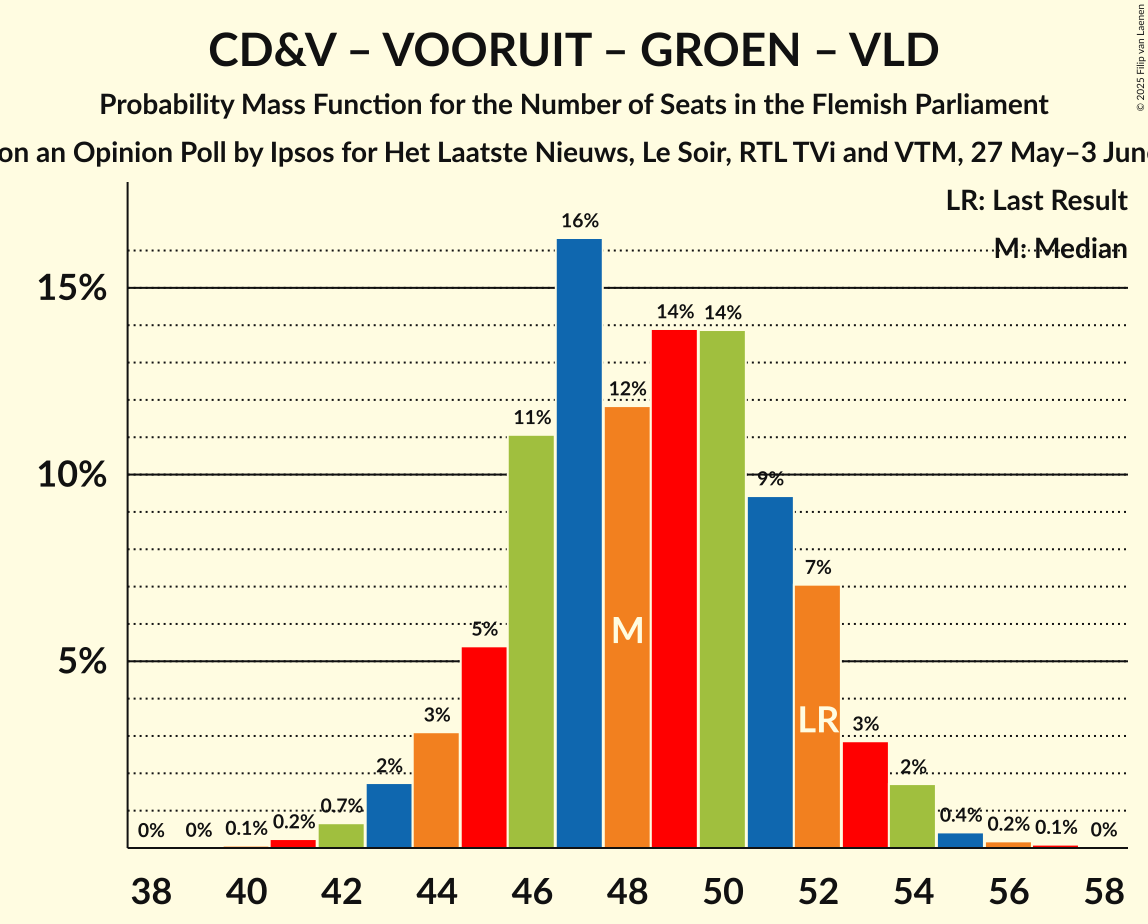 CD&V – VOORUIT – GROEN – VLD
Probability Mass Function for the Number of Seats in the Flemish Parliament
on an Opinion Poll by Ipsos for Het Laatste Nieuws, Le Soir, RTL TVi and VTM, 27 May–3 June
© 2025 Filip van Laenen
LR: Last Result
M: Median
15%
10%
5%
0%
0%
0.1%
0.2%
0.7%
2%
3%
5%
11%
16%
12%
14%
14%
9%
7%
3%
2%
0.4%
0.2%
0.1%
0%
M
LR
38 40 42 44 46 48 50 52 54 56 58